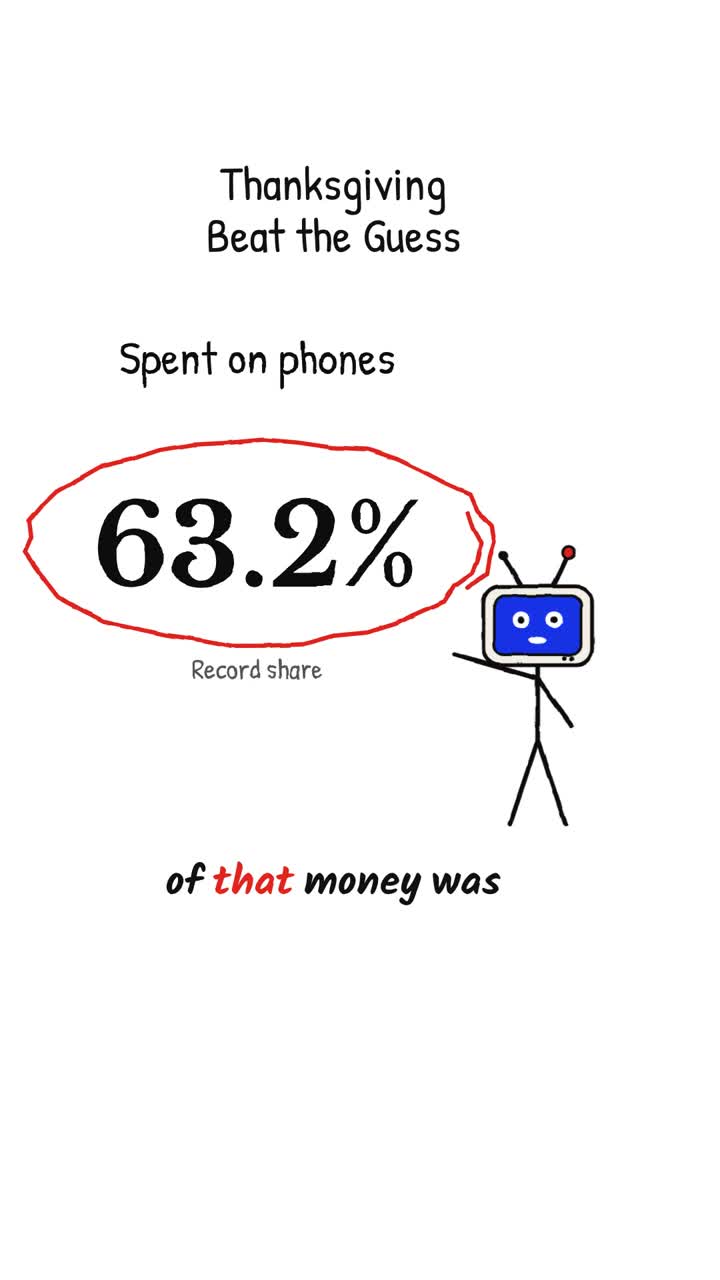 Thanksgiving
Beat the Guess
Spent on phones
63.2%
Record share
of that money was